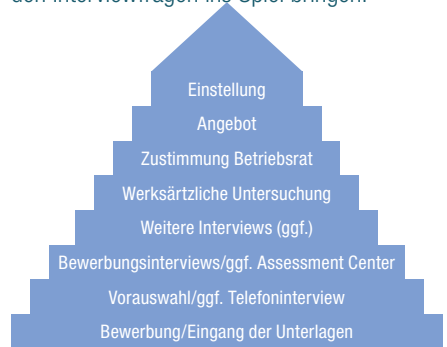 den Interviewfragen ins Spiel bringen.
Einstellung
Angebot
Zustimmung Betriebsrat
Werksärtzliche Untersuchung
Weitere Interviews (ggf.)
Bewerbungsinterviews/ggf. Assessment Center
Vorauswahl/ggf. Telefoninterview
Bewerbung/Eingang der Unterlagen